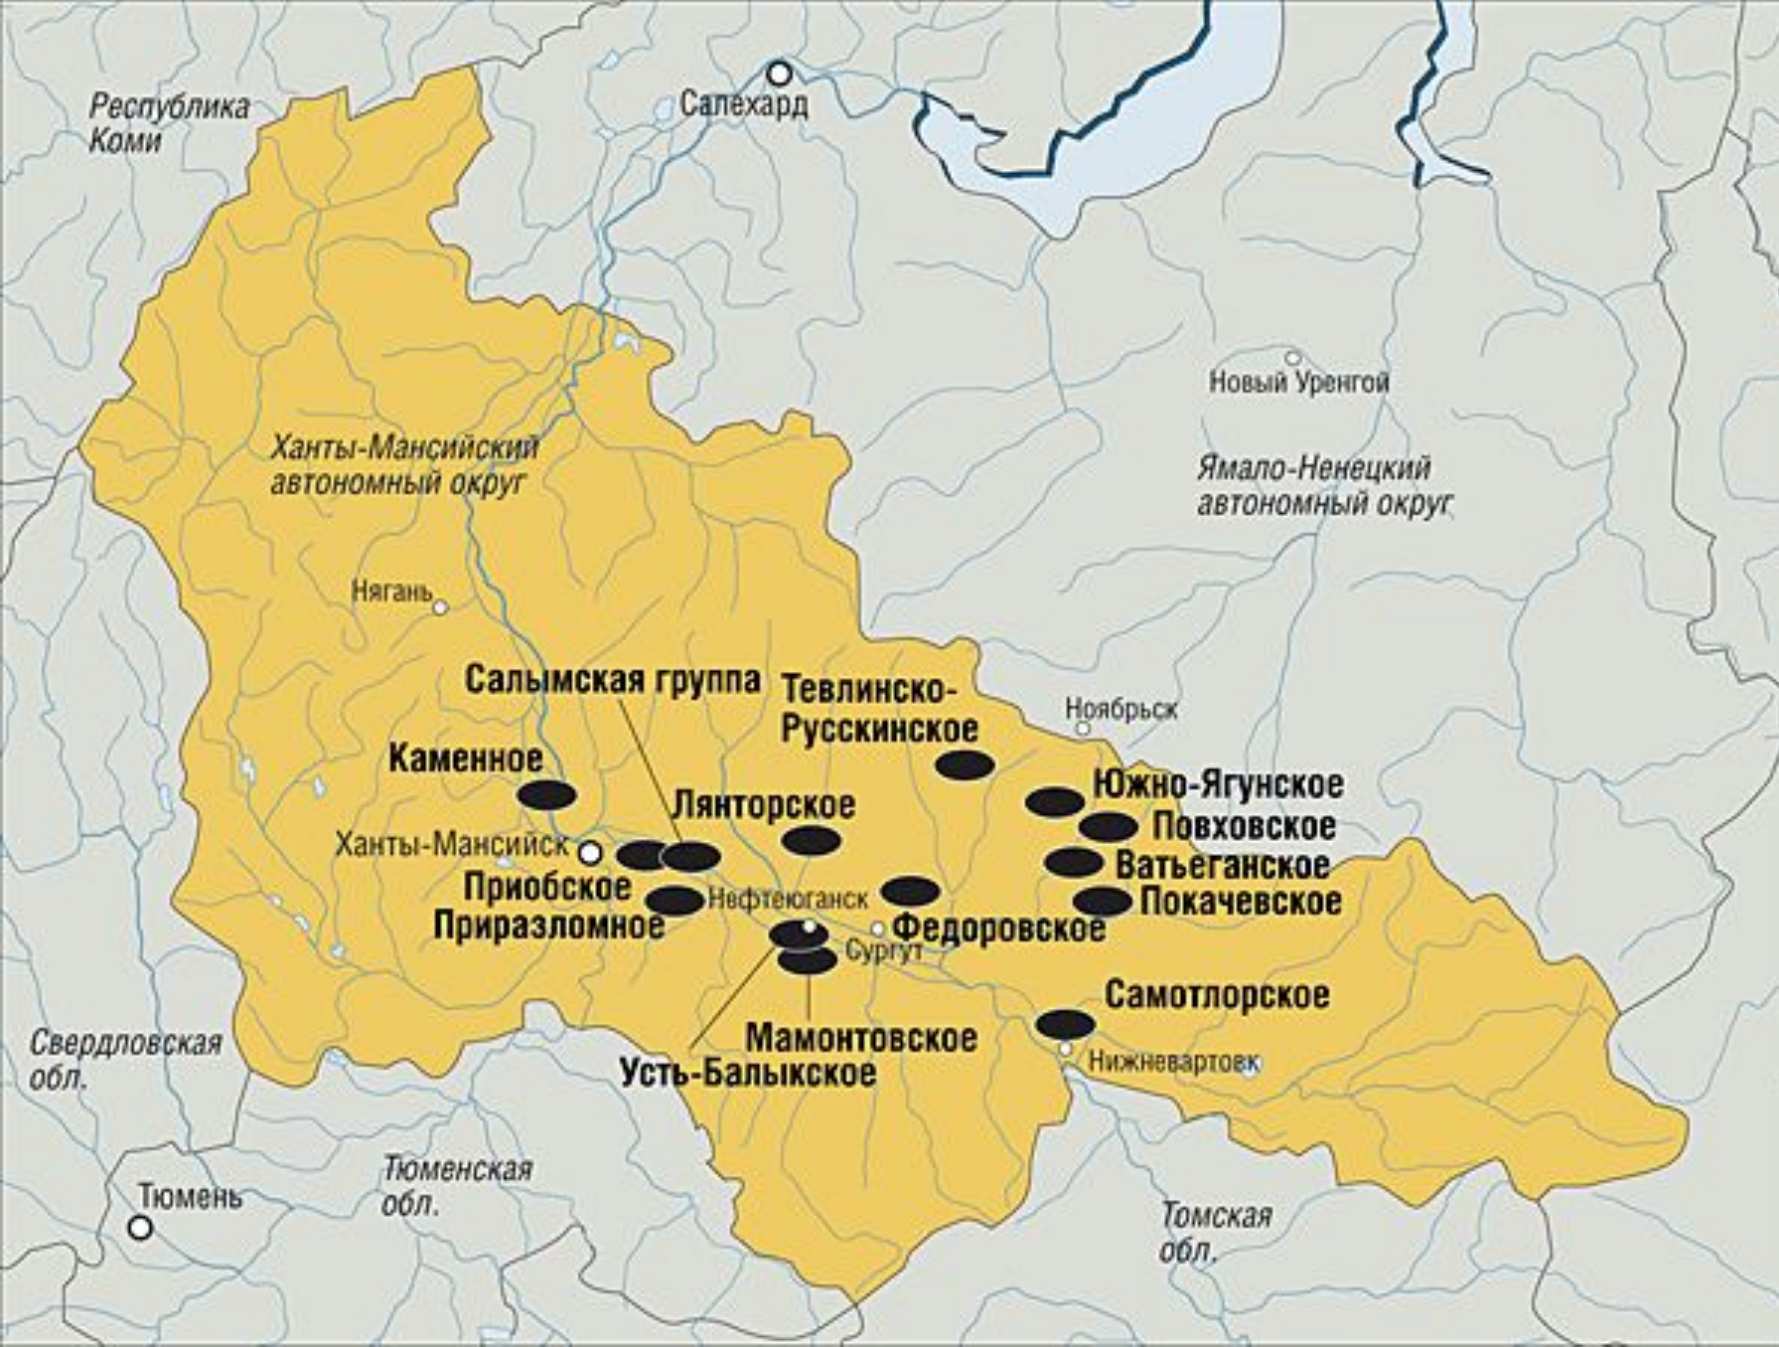 Салехард
Республика
Коми
Новый Уренгой
Ханты-Мансийский
автономный округ
Ямало-Ненецкий
автономный округ
Нягань
Салымская группа
Тевлинско-
Русскинское
Ноябрьск
Каменное
Южно-Ягунское
Лянторское
Повховское
Ханты-Мансийск
Ватьеганское
Приобское
Нефтеюганск
Покачевское
Приразломное
Федоровское
Сургут
Самотлорское
Мамонтовское
Нижневартовк
Усть-Балыкское
Свердловская
обл.
Тюменская
обл.
Тюмень
Томская
обл.